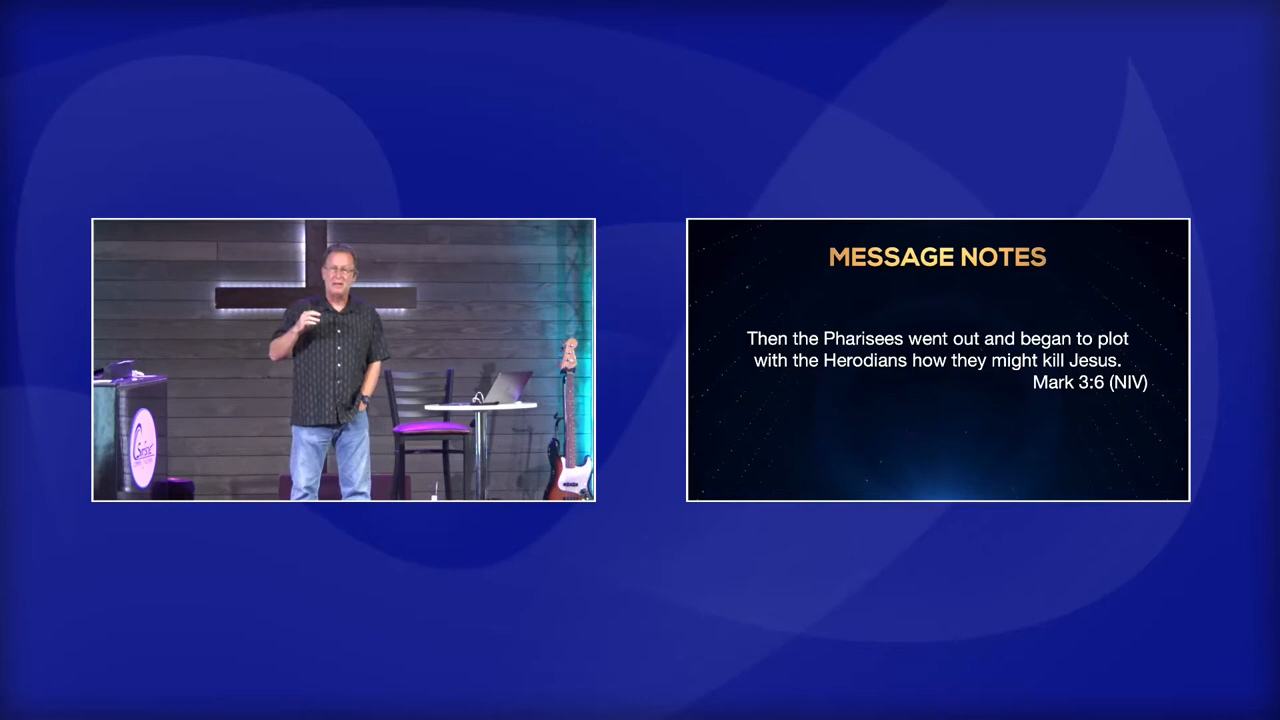 MESSAGE NOTES
Then the Pharisees went out and began to plot
with the Herodians how they might kill Jesus.
Mark 3:6 (NIV)